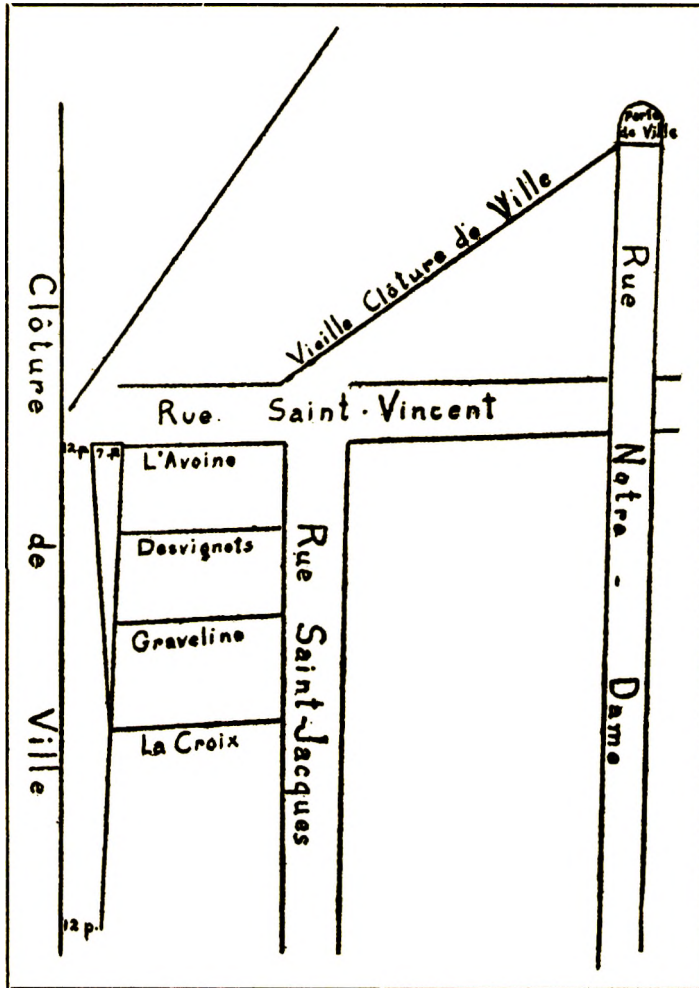 Porte
de Ville
Vieille Clôture de Ville
Rue Notre - Dame
Clôture de Ville
Rue. Saint-Vincent
12 p.
7. p.
L'Avoine
Desvignets
Graveline
La Croix
Rue Saint-Jacques
12 p.